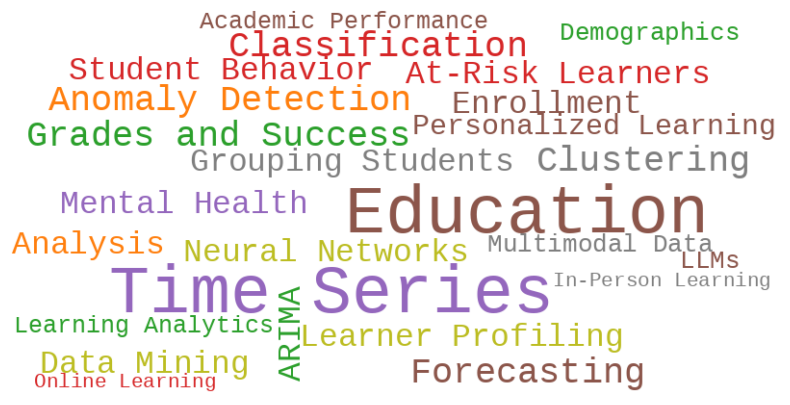 Academic Performance
Demographics
Classification
Student Behavior
At-Risk Learners
Anomaly Detection
Enrollment
Grades and Success
Personalized Learning
Grouping Students
Clustering
Mental Health
Education
Analysis
Neural Networks
Multimodal Data
LLMs
Time Series
In-Person Learning
Learning Analytics
ARIMA
Learner Profiling
Data Mining
Forecasting
Online Learning